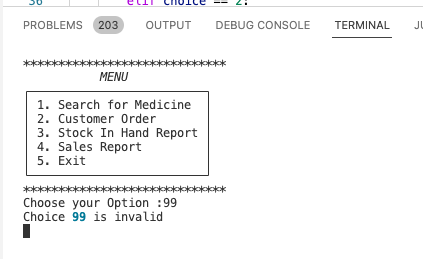 36 elif choice == 2:
PROBLEMS 203 OUTPUT DEBUG CONSOLE TERMINAL
*****************************
MENU
1. Search for Medicine
2. Customer Order
3. Stock In Hand Report
4. Sales Report
5. Exit
*****************************
Choose your Option :99
Choice 99 is invalid